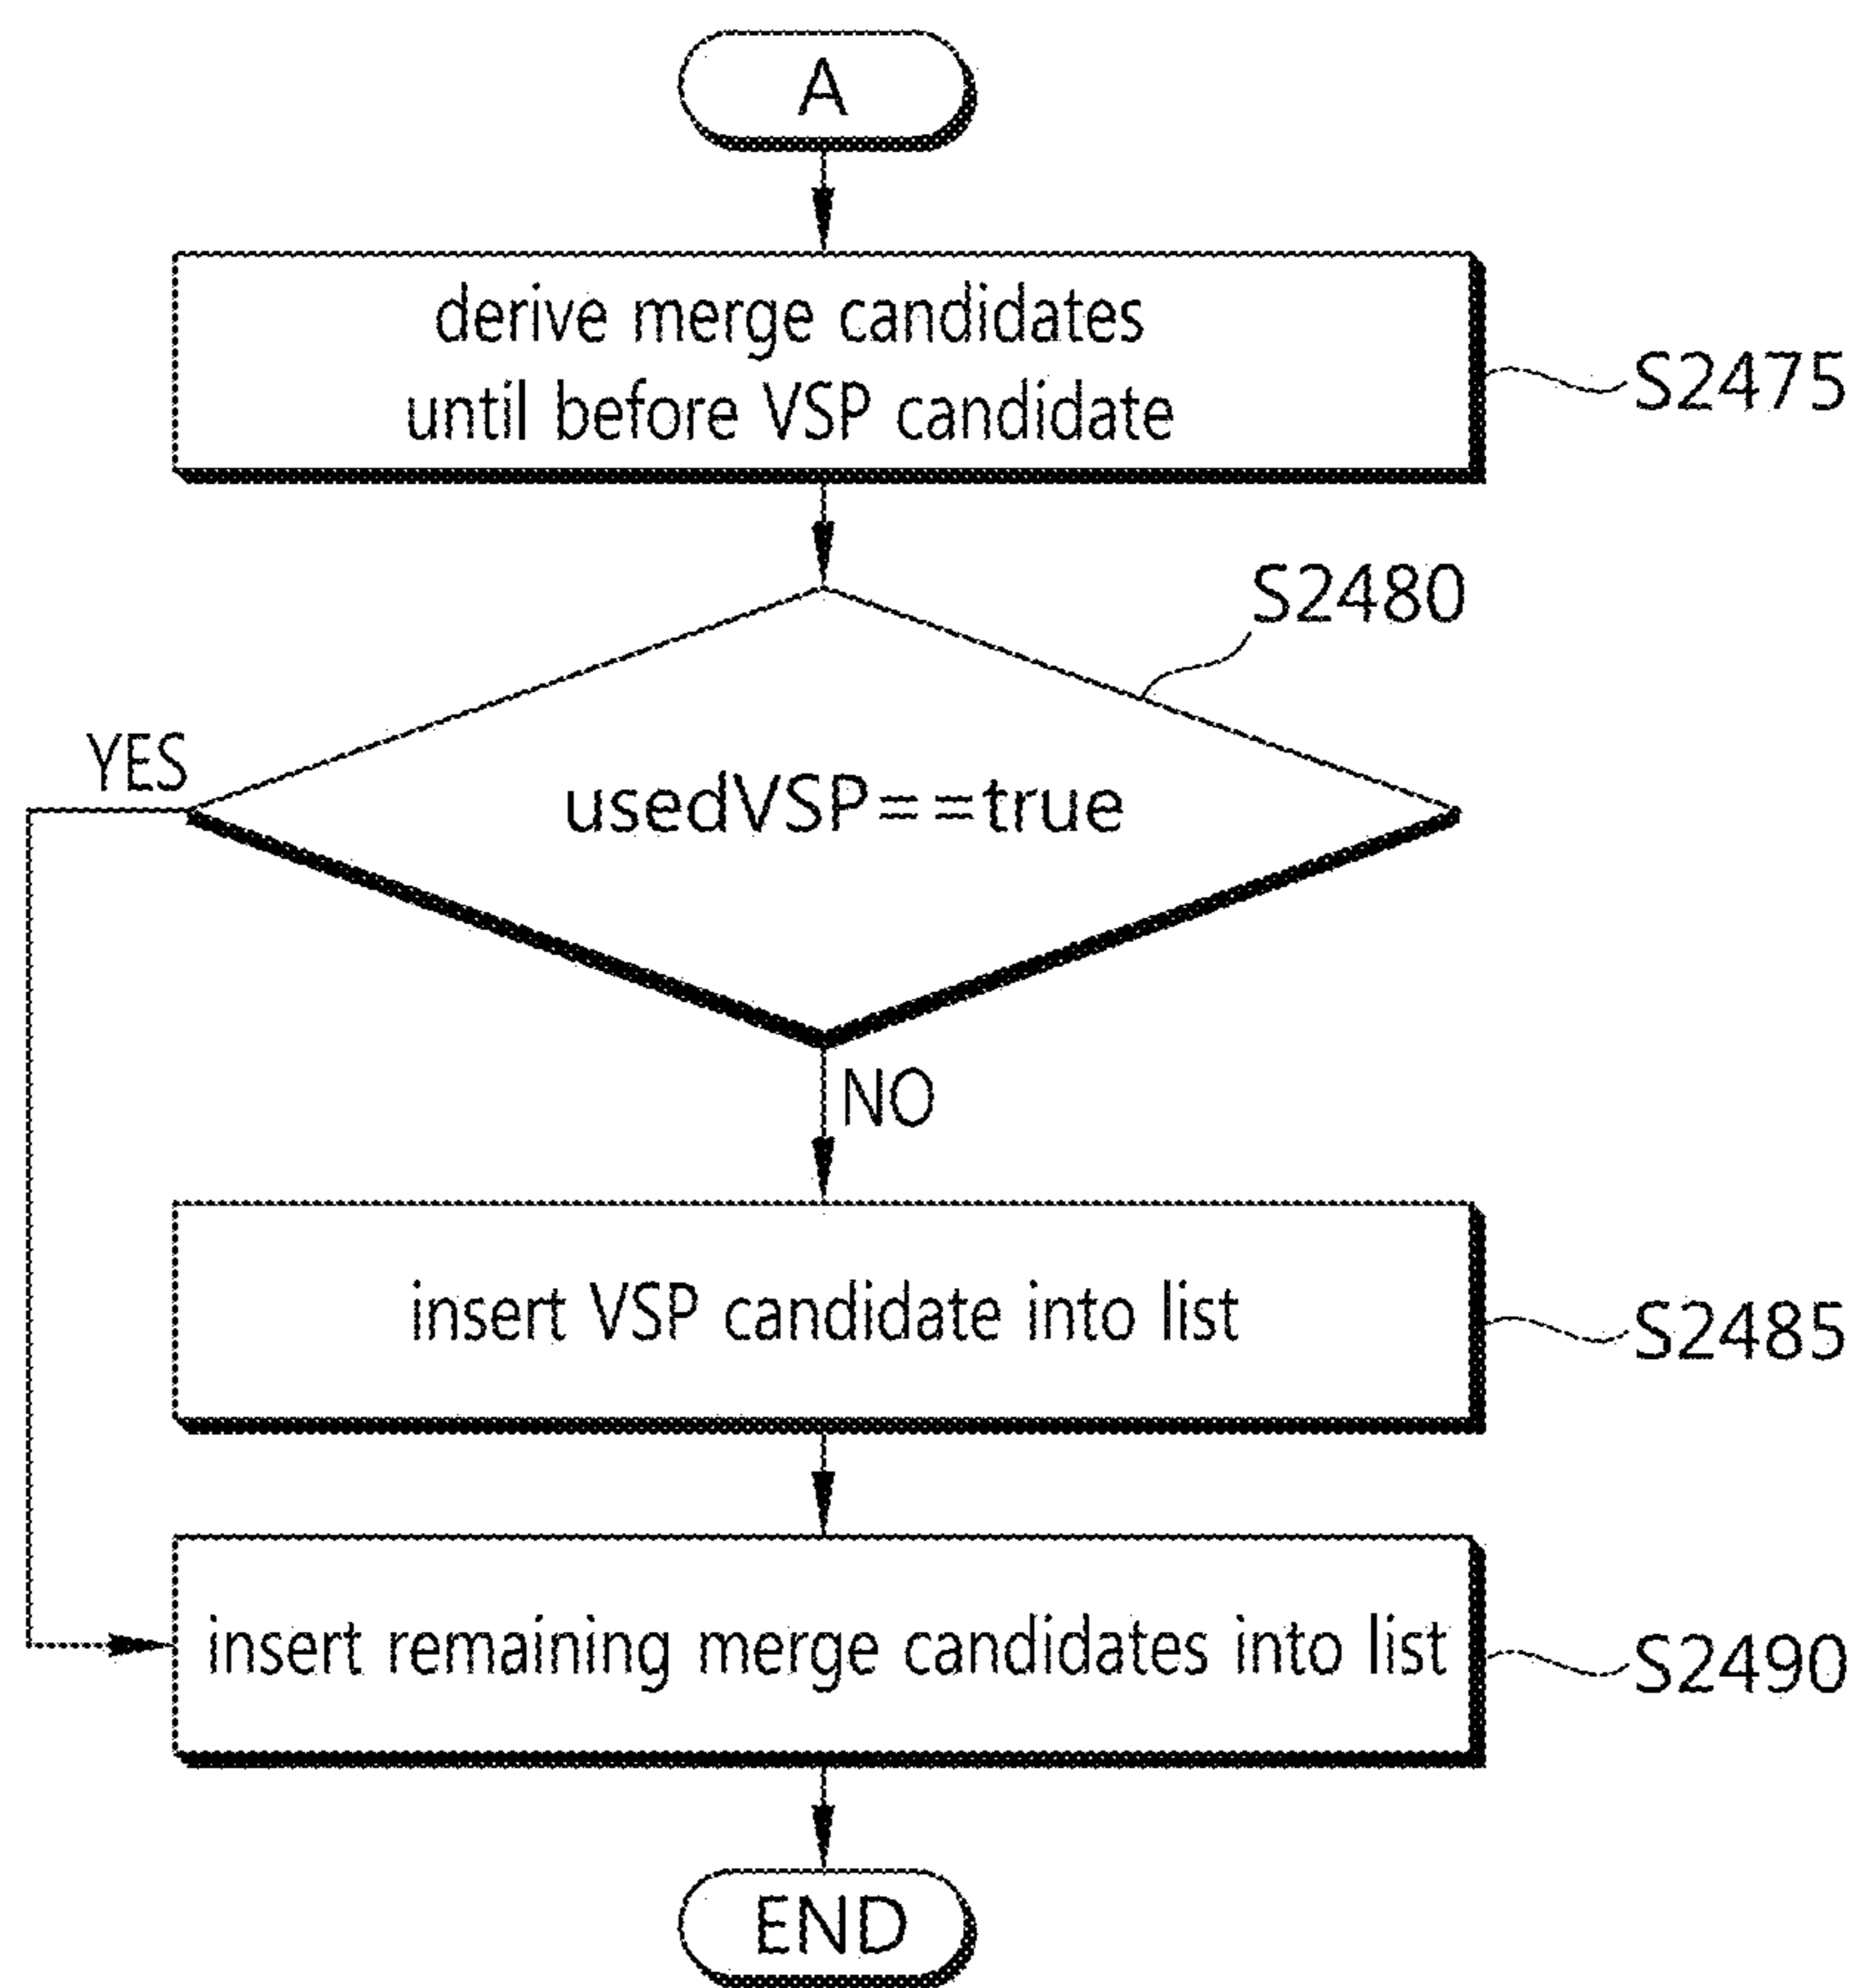 A
derive merge candidates
until before VSP candidate
S2475
S2480
YES
usedVSP==true
NO
insert VSP candidate into list
S2485
insert remaining merge candidates into list
S2490
END